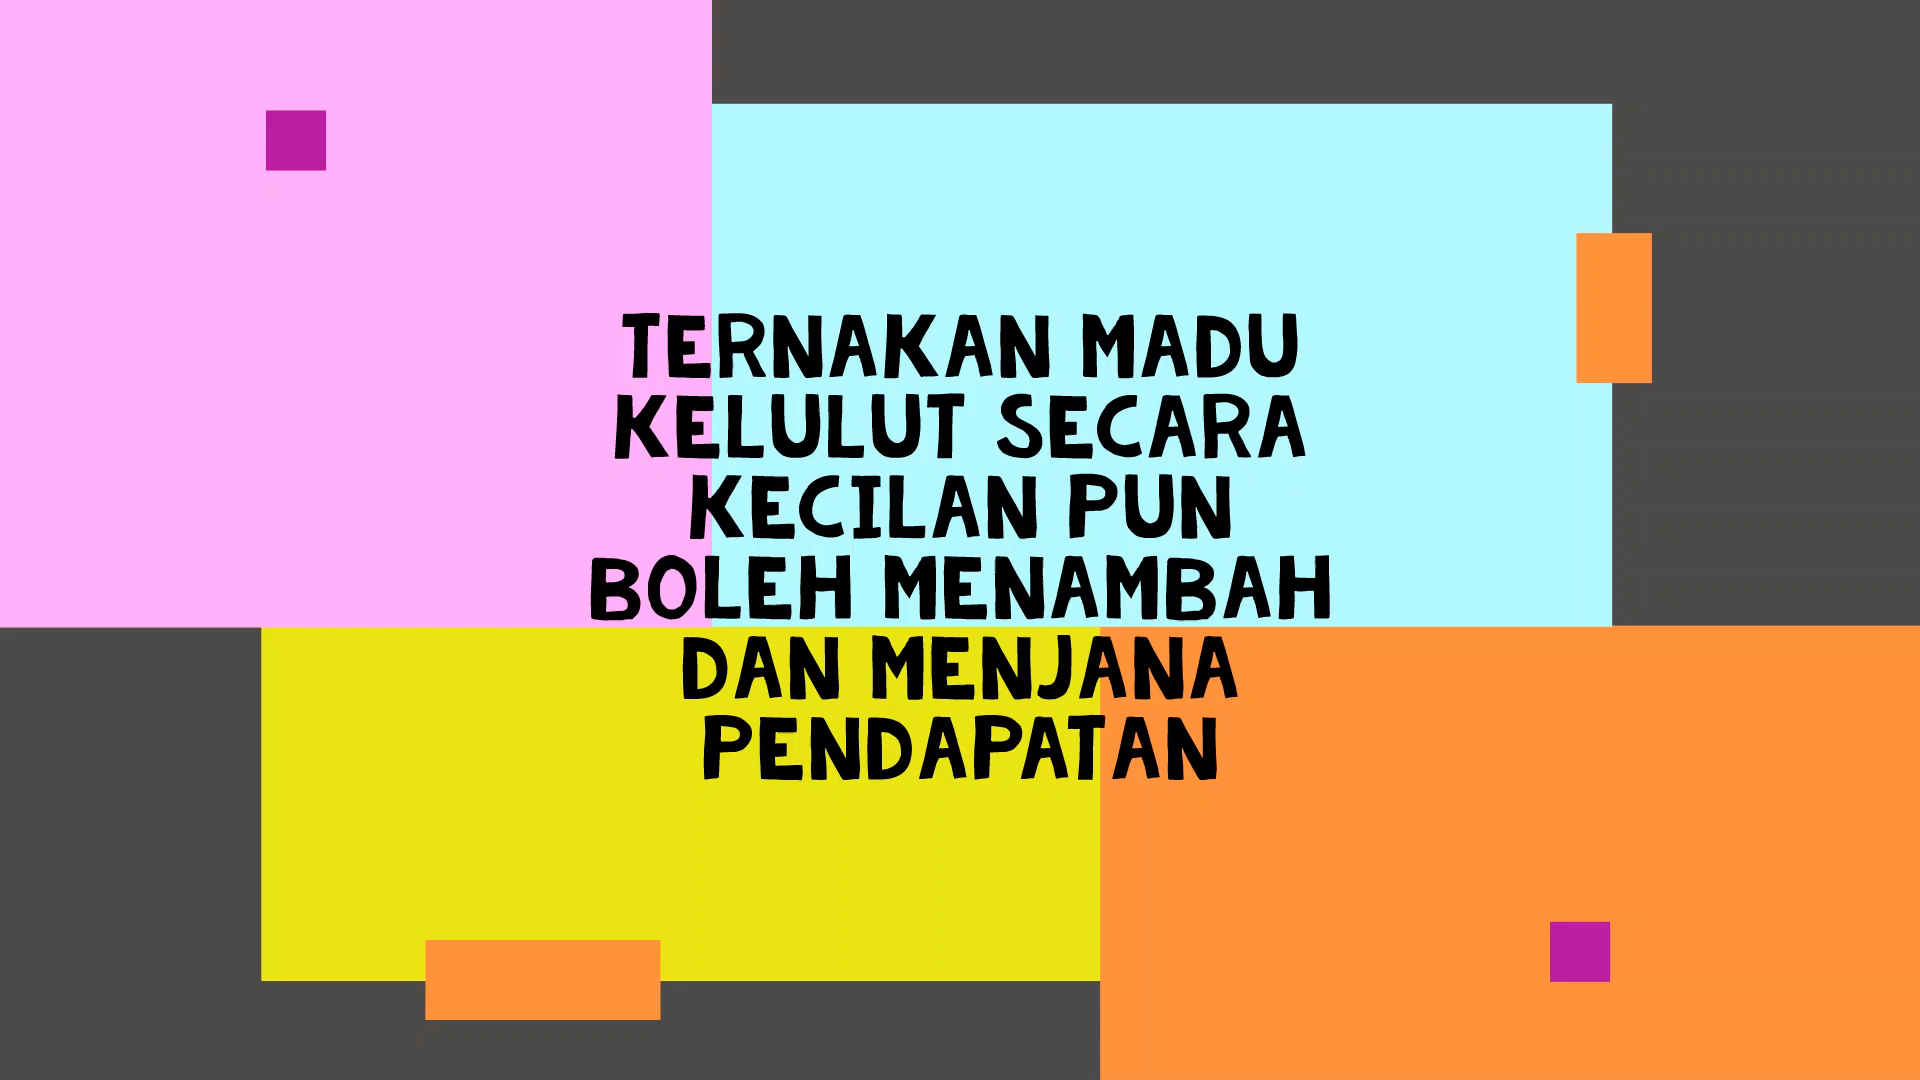 TERNAKAN MADU
KELULUT SECARA
KECILAN PUN
BOLEH MENAMBAH
DAN MENJANA
PENDAPATAN